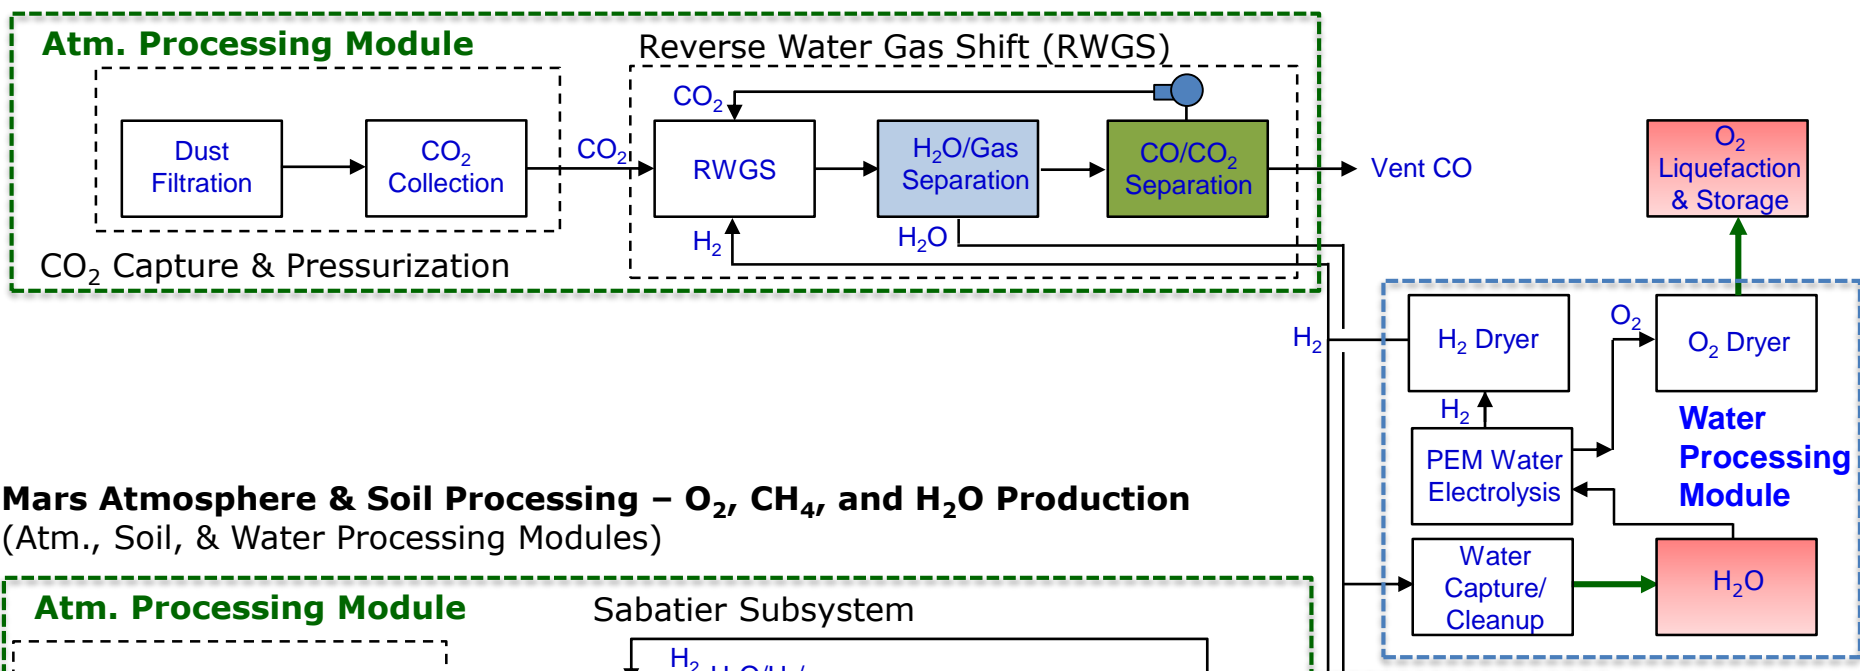 Atm. Processing Module
Reverse Water Gas Shift (RWGS)
CO₂
Dust
Filtration
CO₂
Collection
CO₂
RWGS
H₂O/Gas
Separation
CO/CO₂
Separation
Vent CO
O₂
Liquefaction
& Storage
H₂
H₂O
CO₂ Capture & Pressurization
H₂
H₂ Dryer
O₂
O₂ Dryer
H₂
PEM Water
Electrolysis
Water
Processing
Module
Mars Atmosphere & Soil Processing – O₂, CH₄, and H₂O Production
(Atm., Soil, & Water Processing Modules)
Water
Capture/
Cleanup
H₂O
Atm. Processing Module
Sabatier Subsystem
H₂
H₂O/H₂/